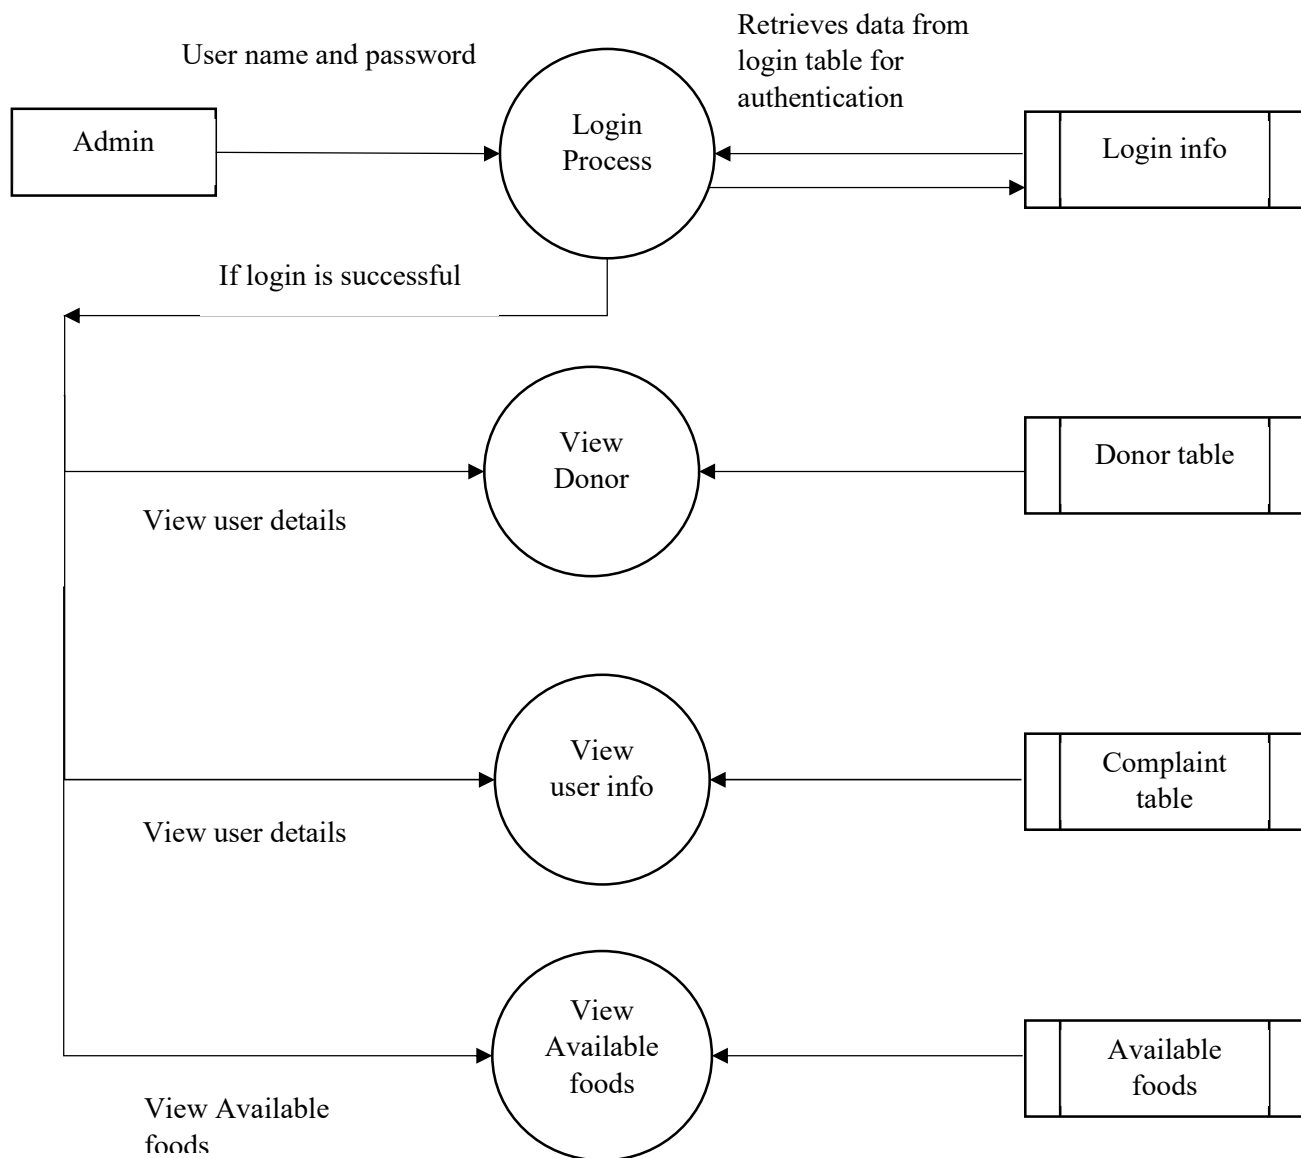 Retrieves data from
login table for
authentication
User name and password
Admin
Login
Process
Login info
If login is successful
View
Donor
Donor table
View user details
View
user info
Complaint
table
View user details
View
Available
foods
Available
foods
View Available
foods